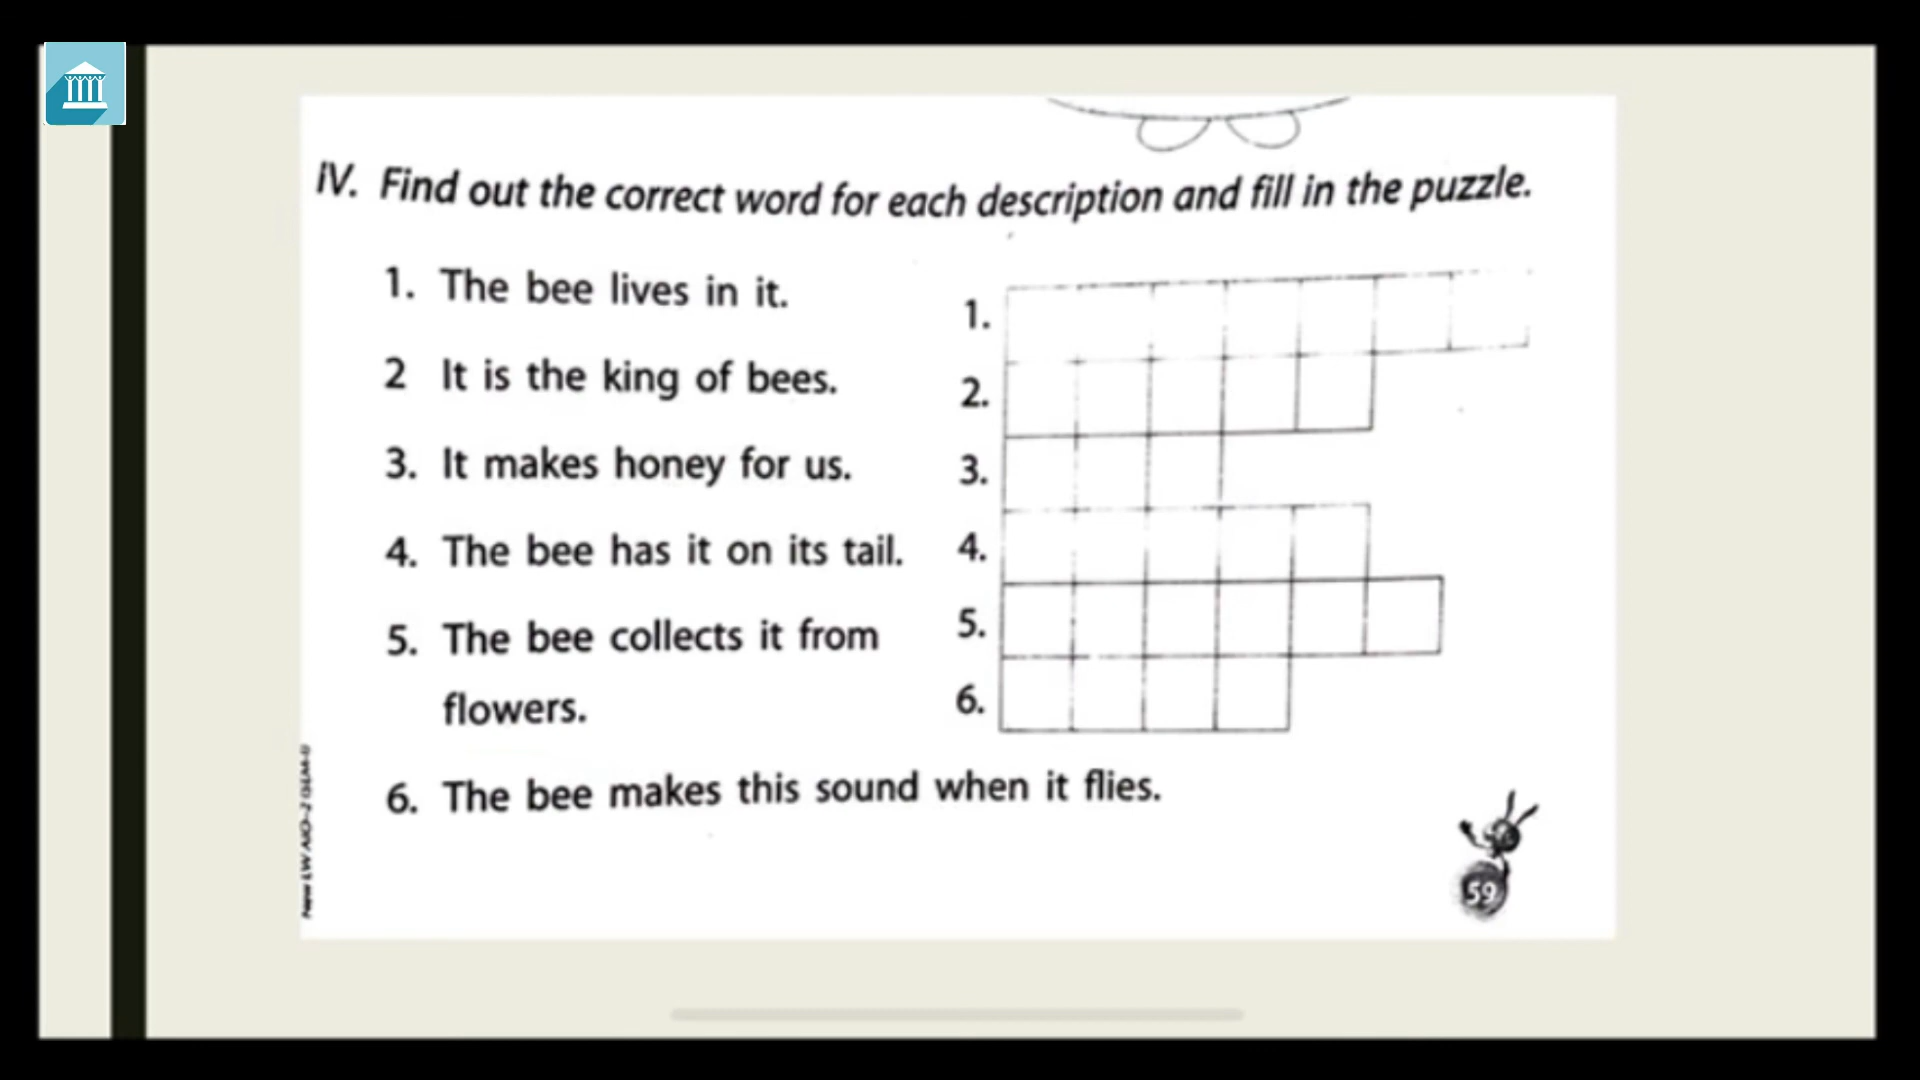 IV. Find out the correct word for each description and fill in the puzzle.
1. The bee lives in it.
2 It is the king of bees.
3. It makes honey for us.
4. The bee has it on its tail.
5. The bee collects it from
flowers.
6. The bee makes this sound when it flies.
1.
2.
3.
4.
5.
6.
59